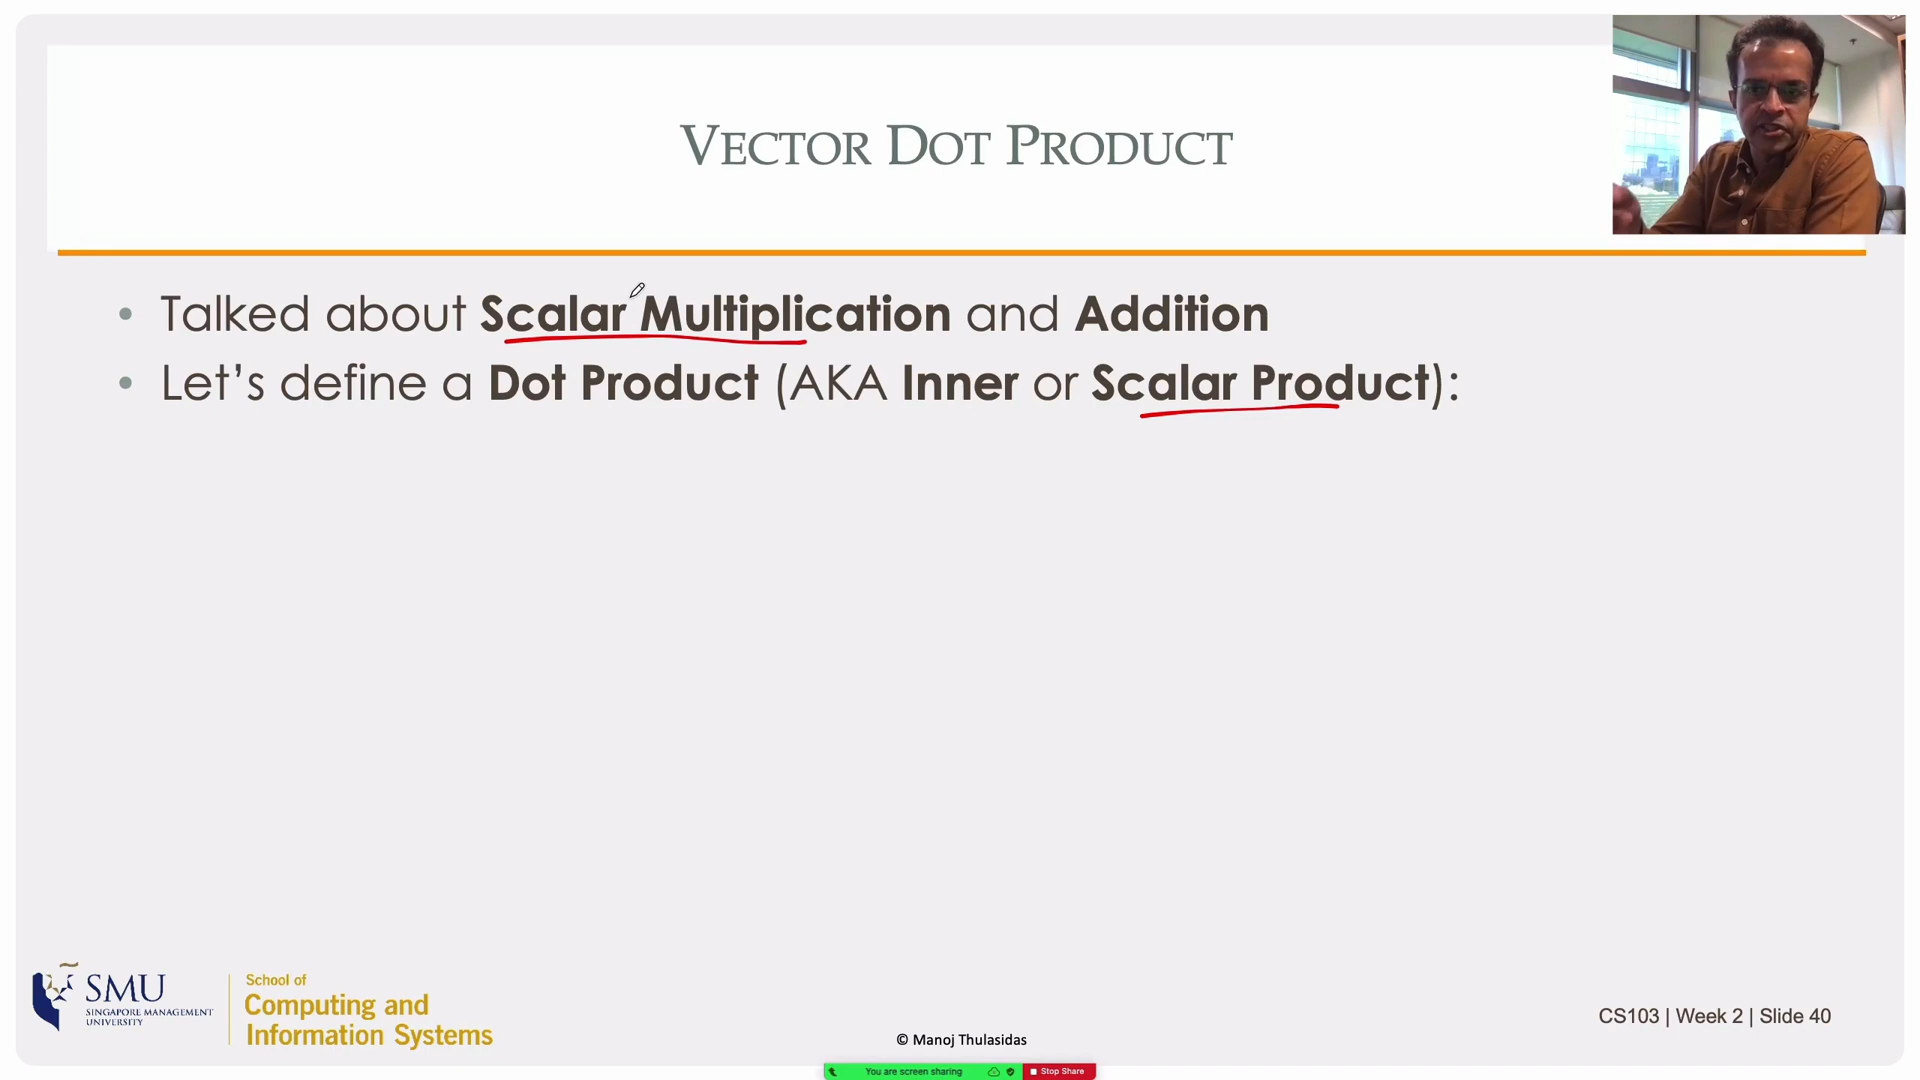 VECTOR DOT PRODUCT
• Talked about Scalar Multiplication and Addition
• Let’s define a Dot Product (AKA Inner or Scalar Product):
SMU
SINGAPORE MANAGEMENT
UNIVERSITY
School of
Computing and
Information Systems
© Manoj Thulasidas
CS103 | Week 2 | Slide 40
You are screen sharing
Stop Share